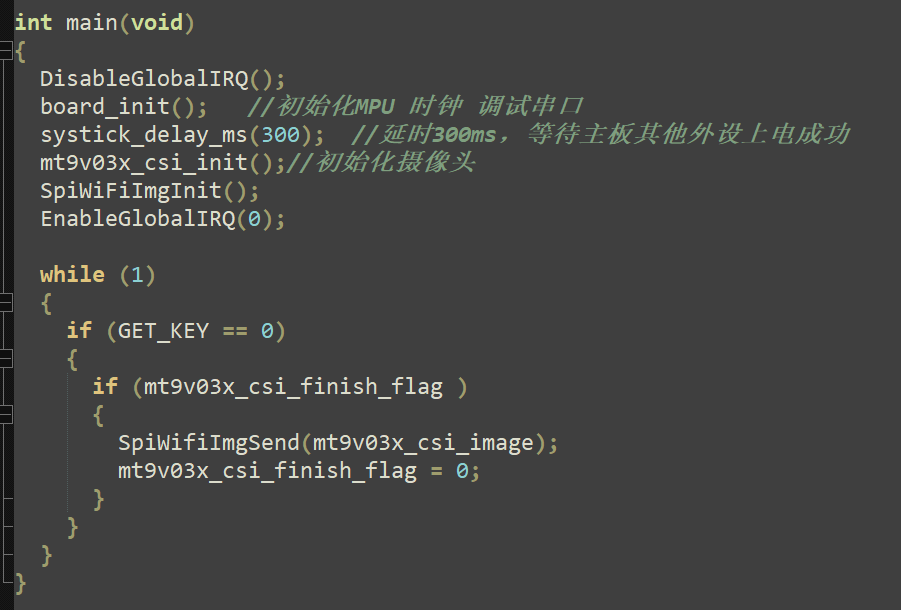 int main(void)
{
  DisableGlobalIRQ();
  board_init();   //初始化MPU 时钟 调试串口
  systick_delay_ms(300);  //延时300ms，等待主板其他外设上电成功
  mt9v03x_csi_init();//初始化摄像头
  SpiWiFiImgInit();
  EnableGlobalIRQ(0);

  while (1)
  {
    if (GET_KEY == 0)
    {
      if (mt9v03x_csi_finish_flag )
      {
        SpiWifiImgSend(mt9v03x_csi_image);
        mt9v03x_csi_finish_flag = 0;
      }
    }
  }
}